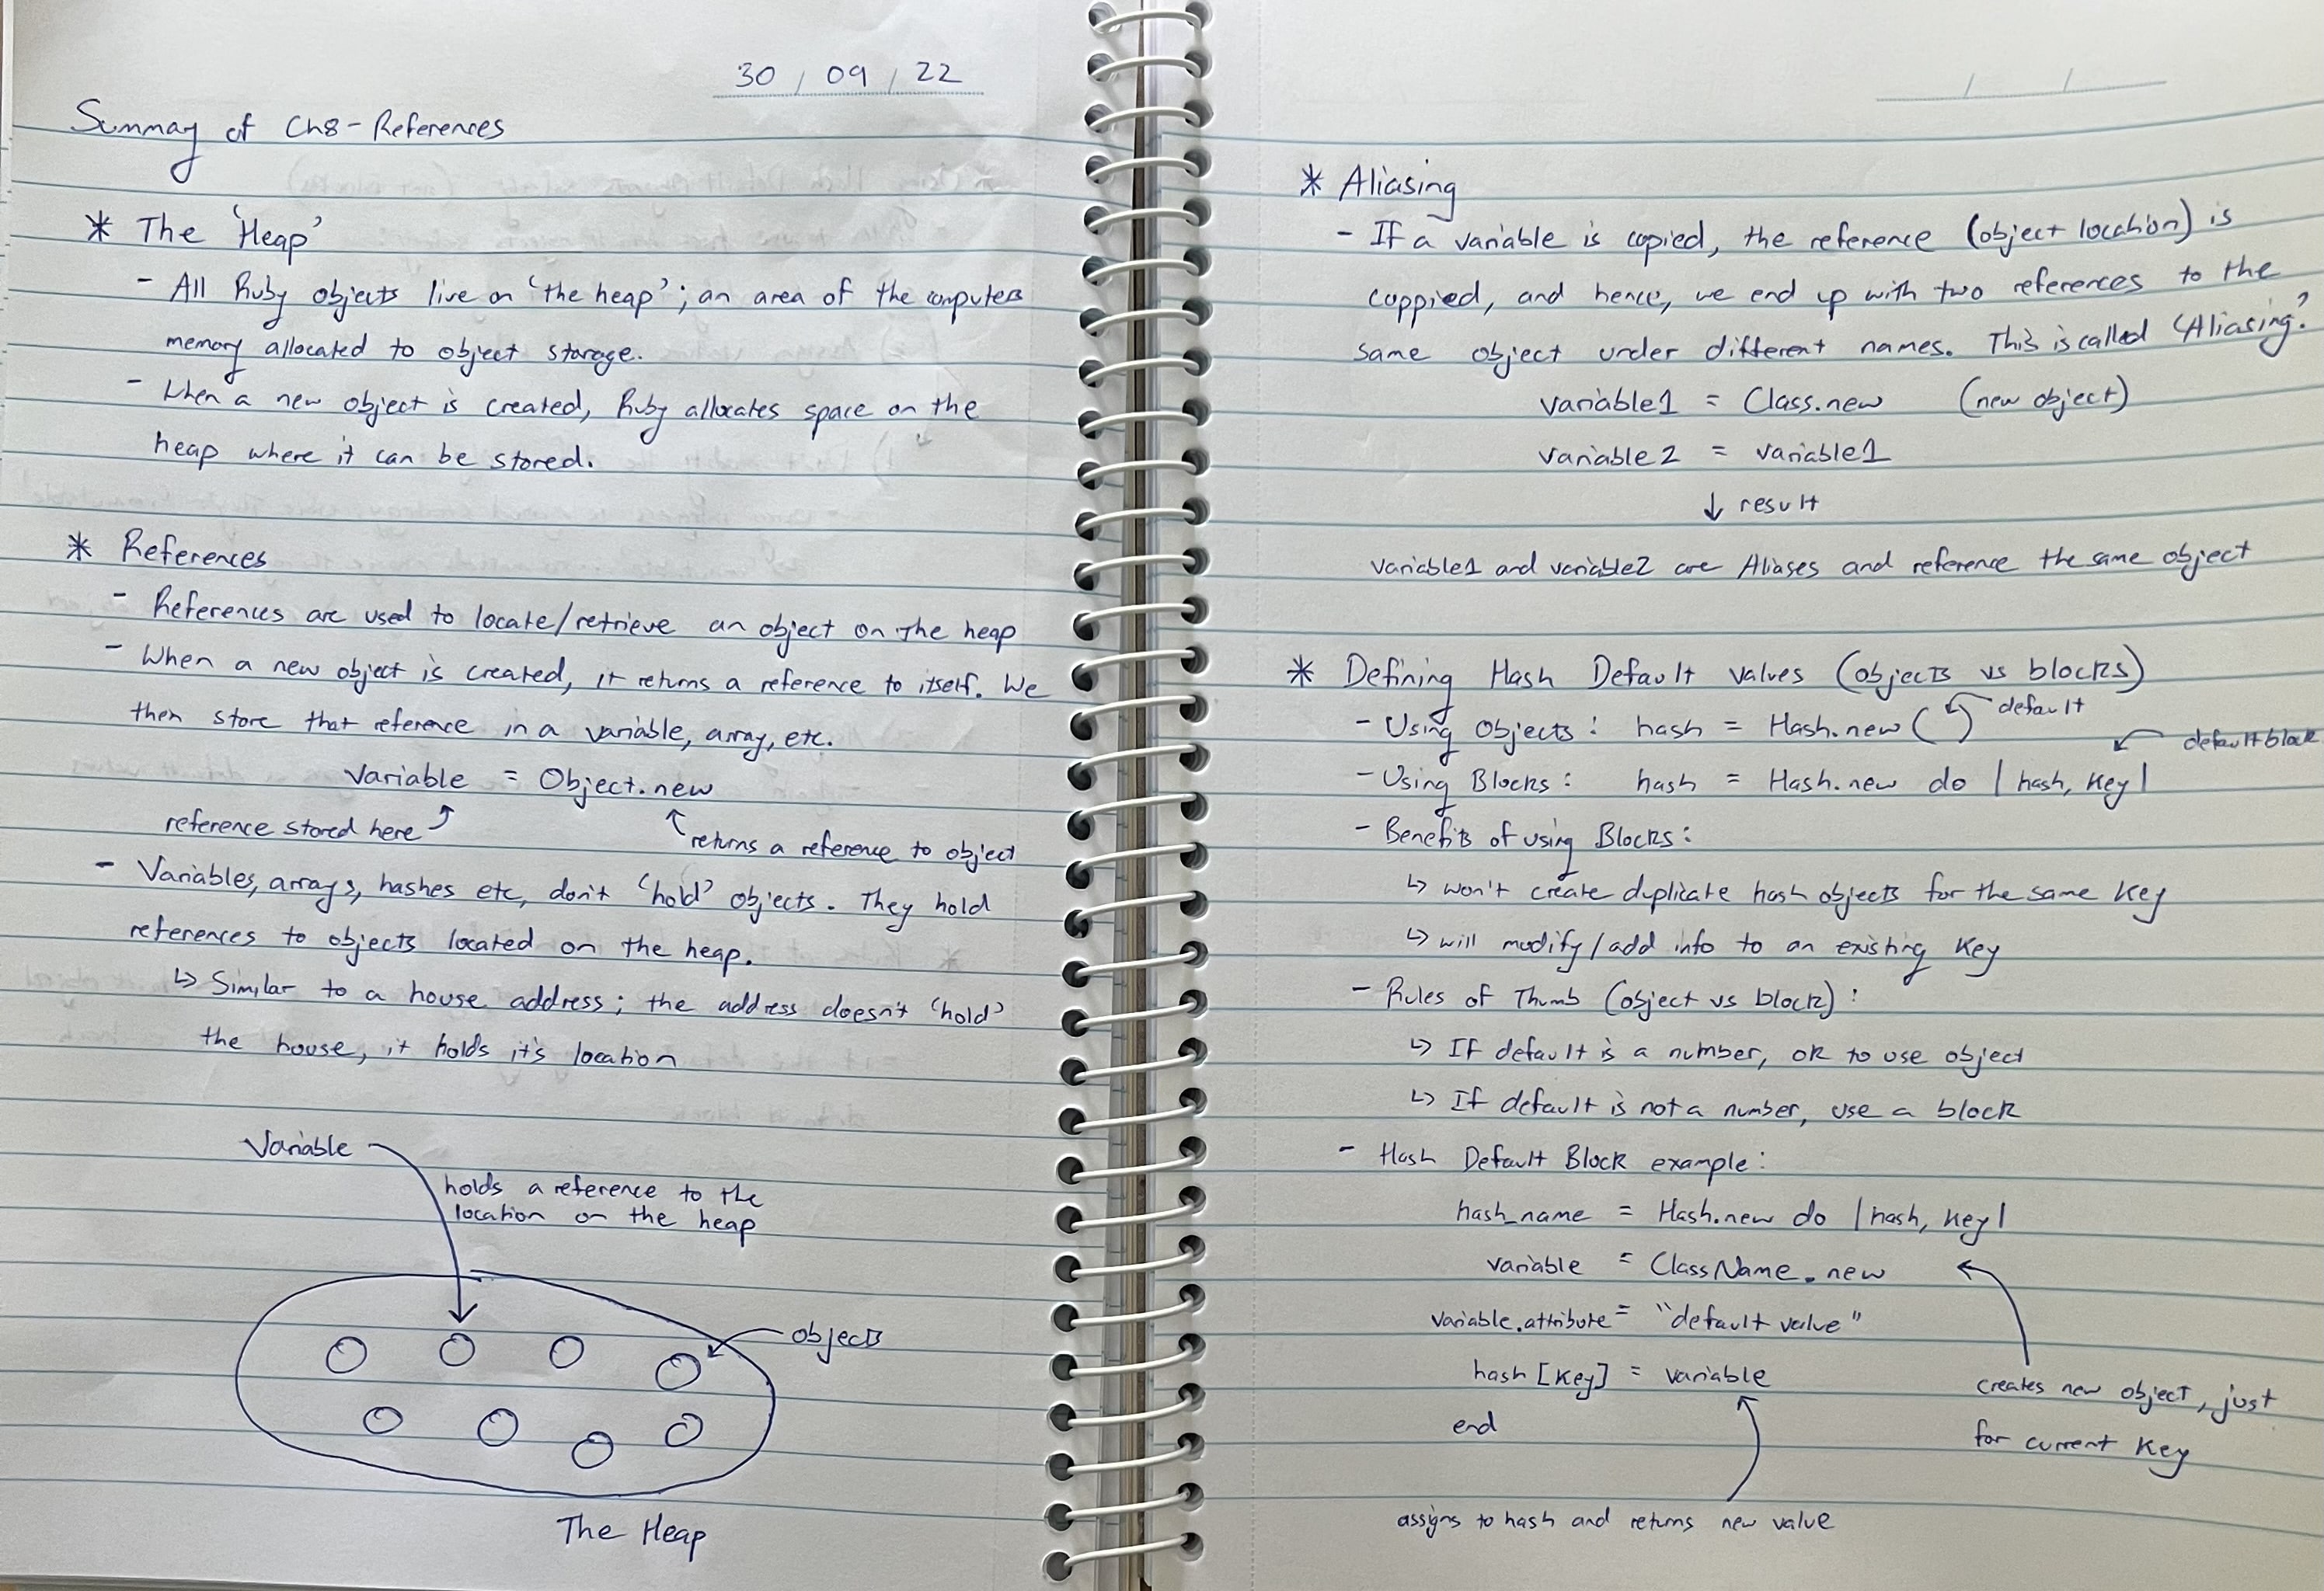 30 / 09 / 22
Summay of Ch8 - References
* The 'Heap'
- All Ruby objects live on 'the heap'; an area of the computers
memory allocated to object storage.
- When a new object is created, Ruby allocates space on the
heap where it can be stored.
* References
- References are used to locate/retrieve an object on the heap
- When a new object is created, it returns a reference to itself. We
then store that reference in a variable, array, etc.
variable = Object.new
reference stored here ⤴
↖ returns a reference to object
- Variables, arrays, hashes etc, don't 'hold' objects. They hold
references to objects located on the heap.
↳ Similar to a house address; the address doesn't 'hold'
the house, it holds it's location
Variable
holds a reference to the
location on the heap
objects
The Heap
/ /
* Aliasing
- If a variable is copied, the reference (object location) is
coppied, and hence, we end up with two references to the
same object under different names. This is called 'Aliasing'.
variable1 = Class.new (new object)
variable2 = variable1
↓ result
variable1 and variable2 are Aliases and reference the same object
* Defining Hash Default values (objects vs blocks)
- Using Objects: hash = Hash.new ( ) default
default block
- Using Blocks: hash = Hash.new do |hash, key|
- Benefits of using Blocks:
↳ won't create duplicate hash objects for the same key
↳ will modify/add info to an existing key
- Rules of Thumb (object vs block):
↳ If default is a number, ok to use object
↳ If default is not a number, use a block
- Hash Default Block example:
hash_name = Hash.new do |hash, key|
variable = ClassName.new
variable.attribute = "default value"
hash [key] = variable
end
creates new object, just
for current key
assigns to hash and returns new value